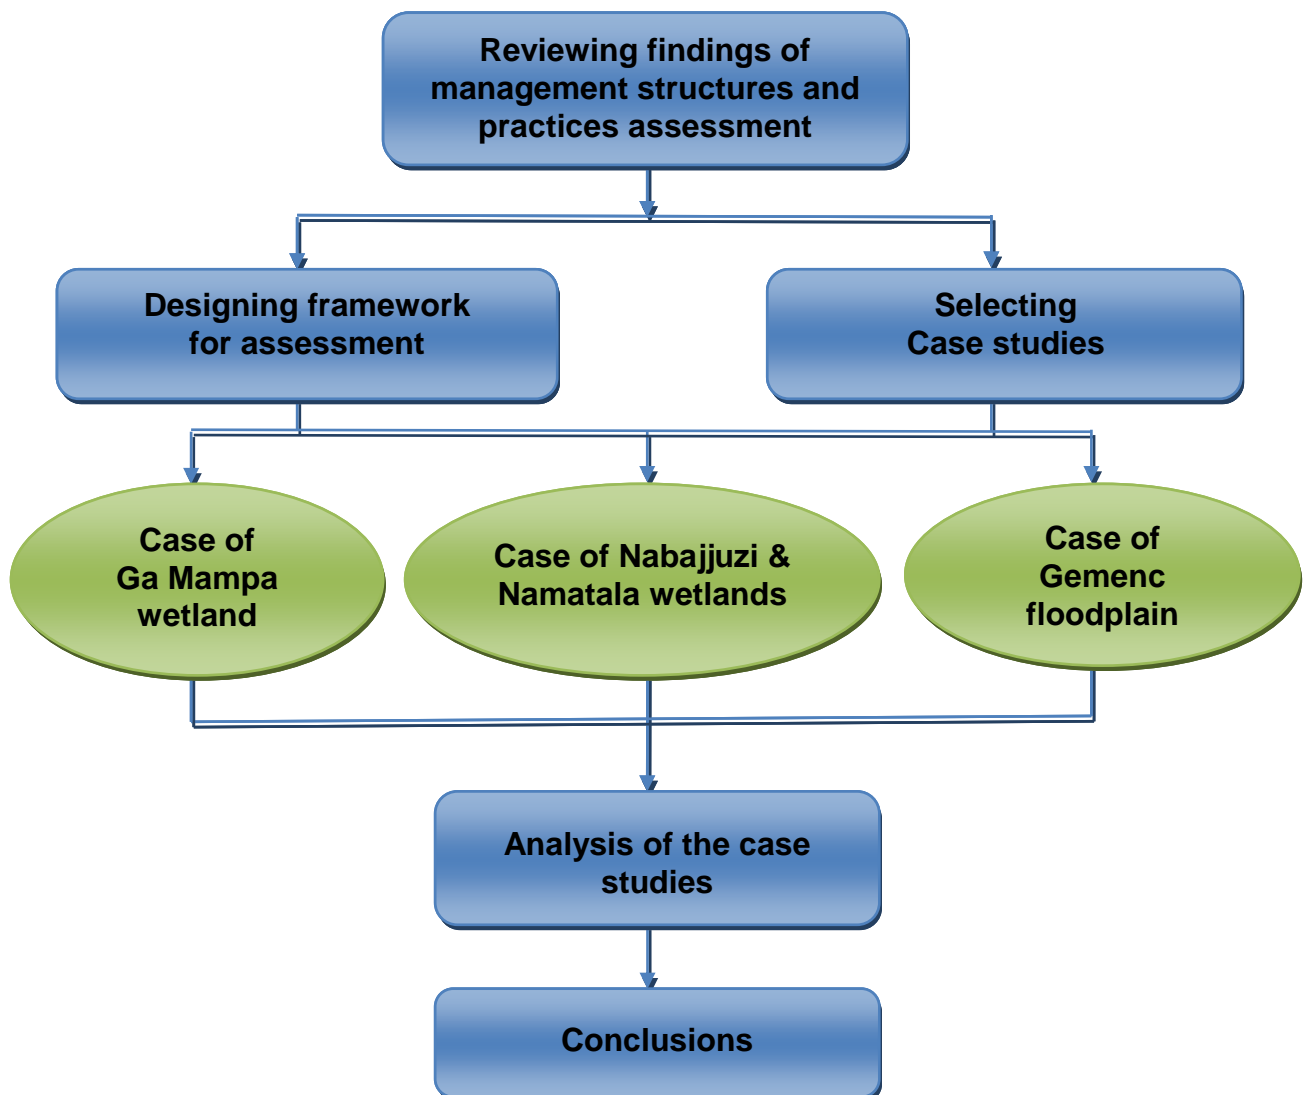 Reviewing findings of
management structures and
practices assessment
Designing framework
for assessment
Selecting
Case studies
Case of
Ga Mampa
wetland
Case of Nabajjuzi &
Namatala wetlands
Case of
Gemenc
floodplain
Analysis of the case
studies
Conclusions